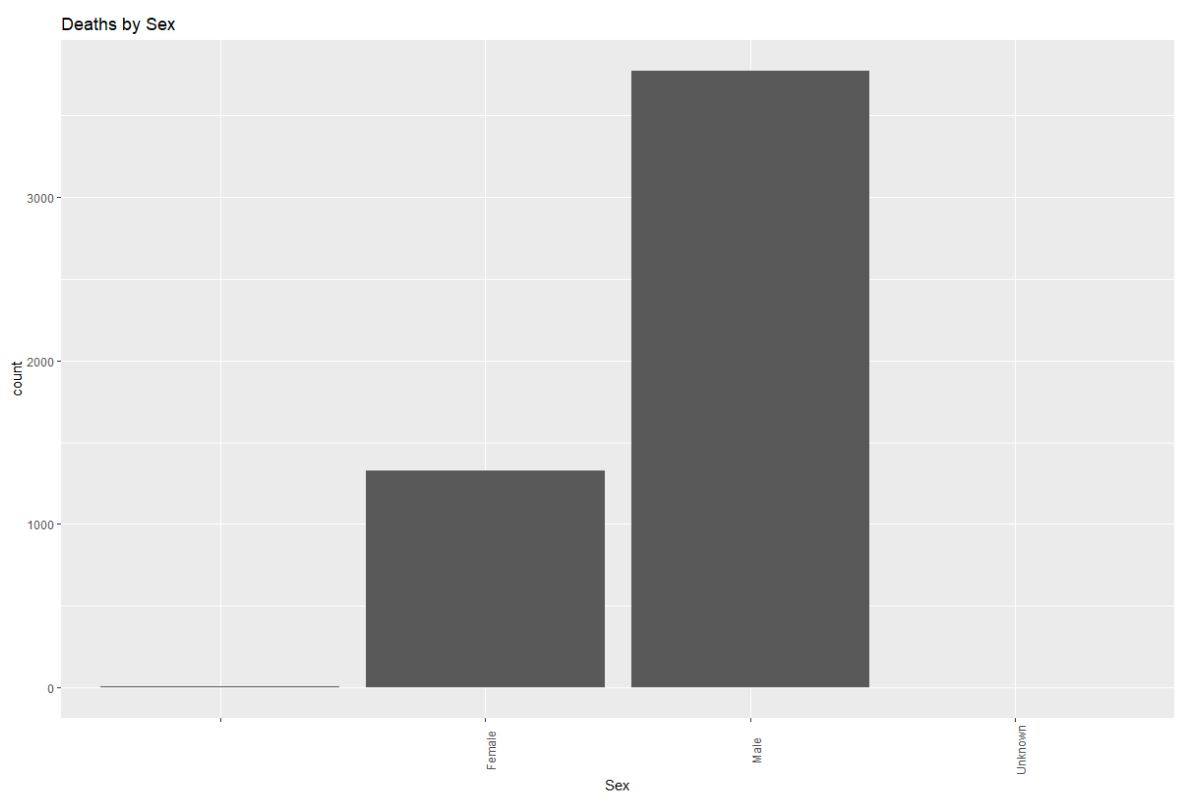 Deaths by Sex
count
3000
2000
1000
0
Female
Male
Unknown
Sex